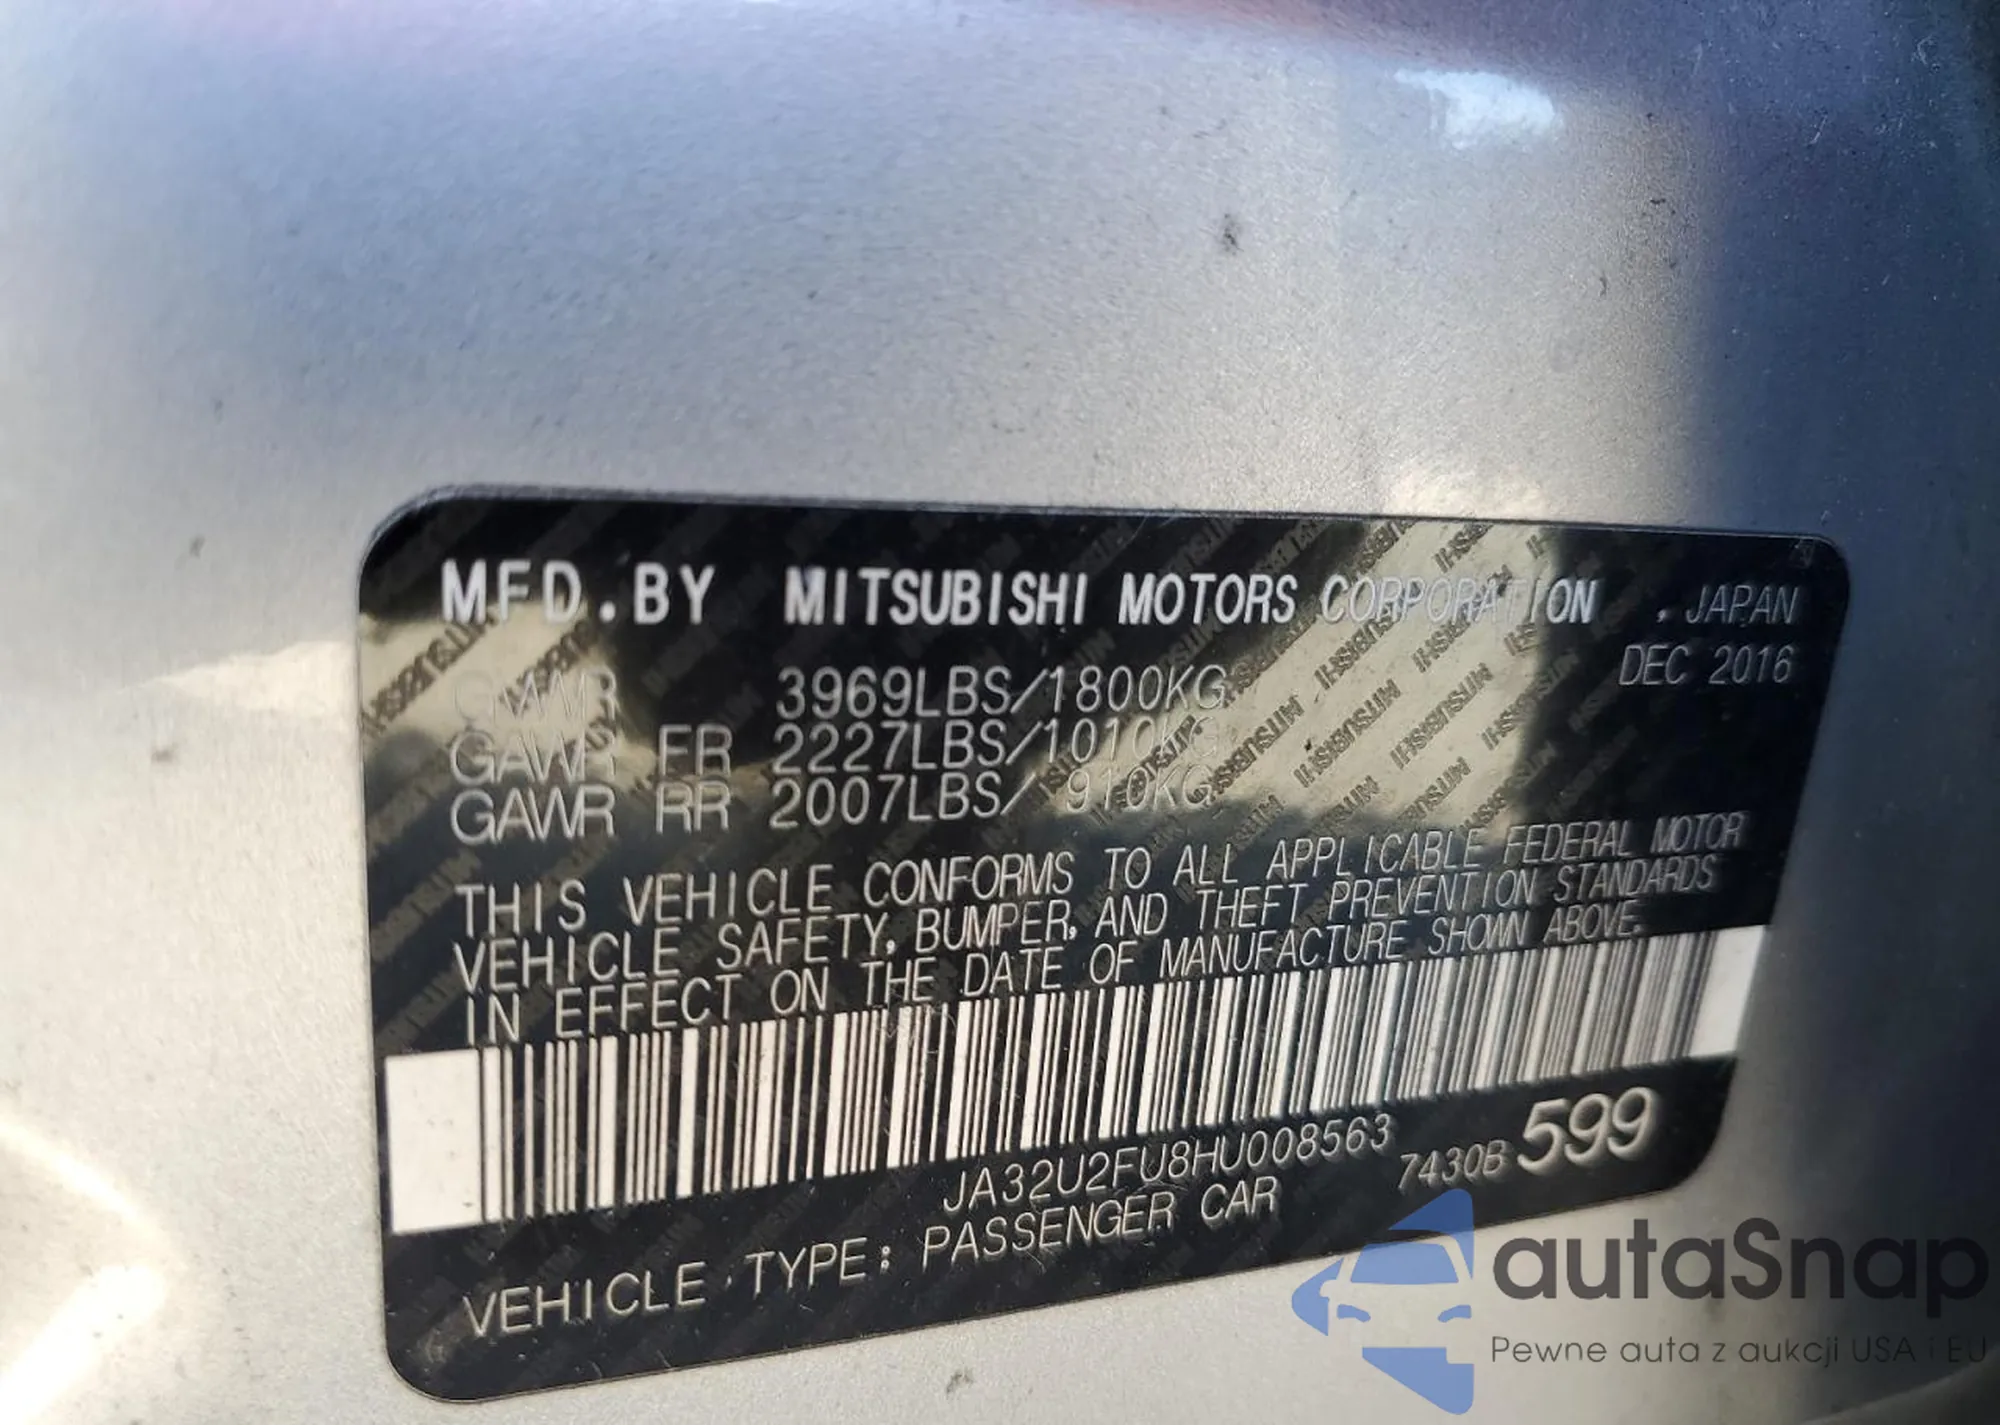 MFD.BY MITSUBISHI MOTORS CORPORATION , JAPAN
DEC 2016
GVWR 3969LBS/1800KG
GAWR FR 2227LBS/1010KG
GAWR RR 2007LBS/ 910KG
THIS VEHICLE CONFORMS TO ALL APPLICABLE FEDERAL MOTOR
VEHICLE SAFETY, BUMPER, AND THEFT PREVENTION STANDARDS
IN EFFECT ON THE DATE OF MANUFACTURE SHOWN ABOVE.
JA32U2FU8HU008563
7430B599
VEHICLE TYPE: PASSENGER CAR
autaSnap
Pewne auta z aukcji USA i EU